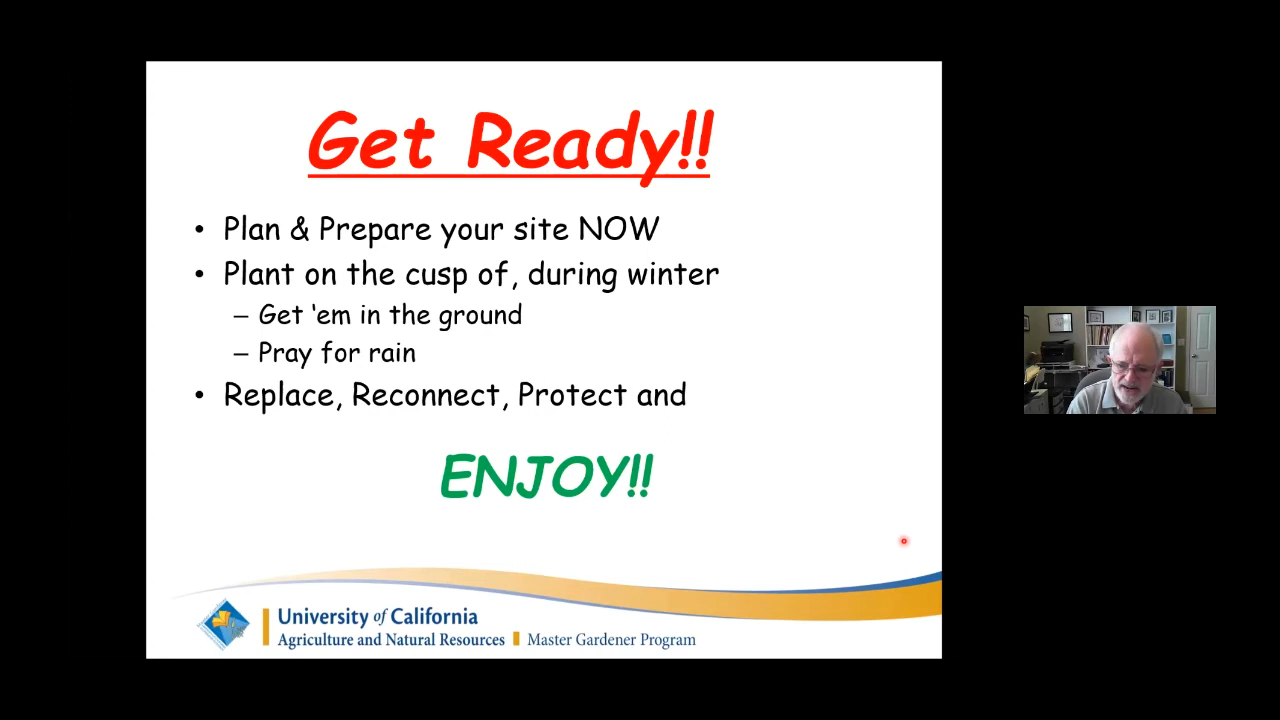 Get Ready!!
• Plan & Prepare your site NOW
• Plant on the cusp of, during winter
– Get ‘em in the ground
– Pray for rain
• Replace, Reconnect, Protect and
ENJOY!!
University of California
Agriculture and Natural Resources Master Gardener Program